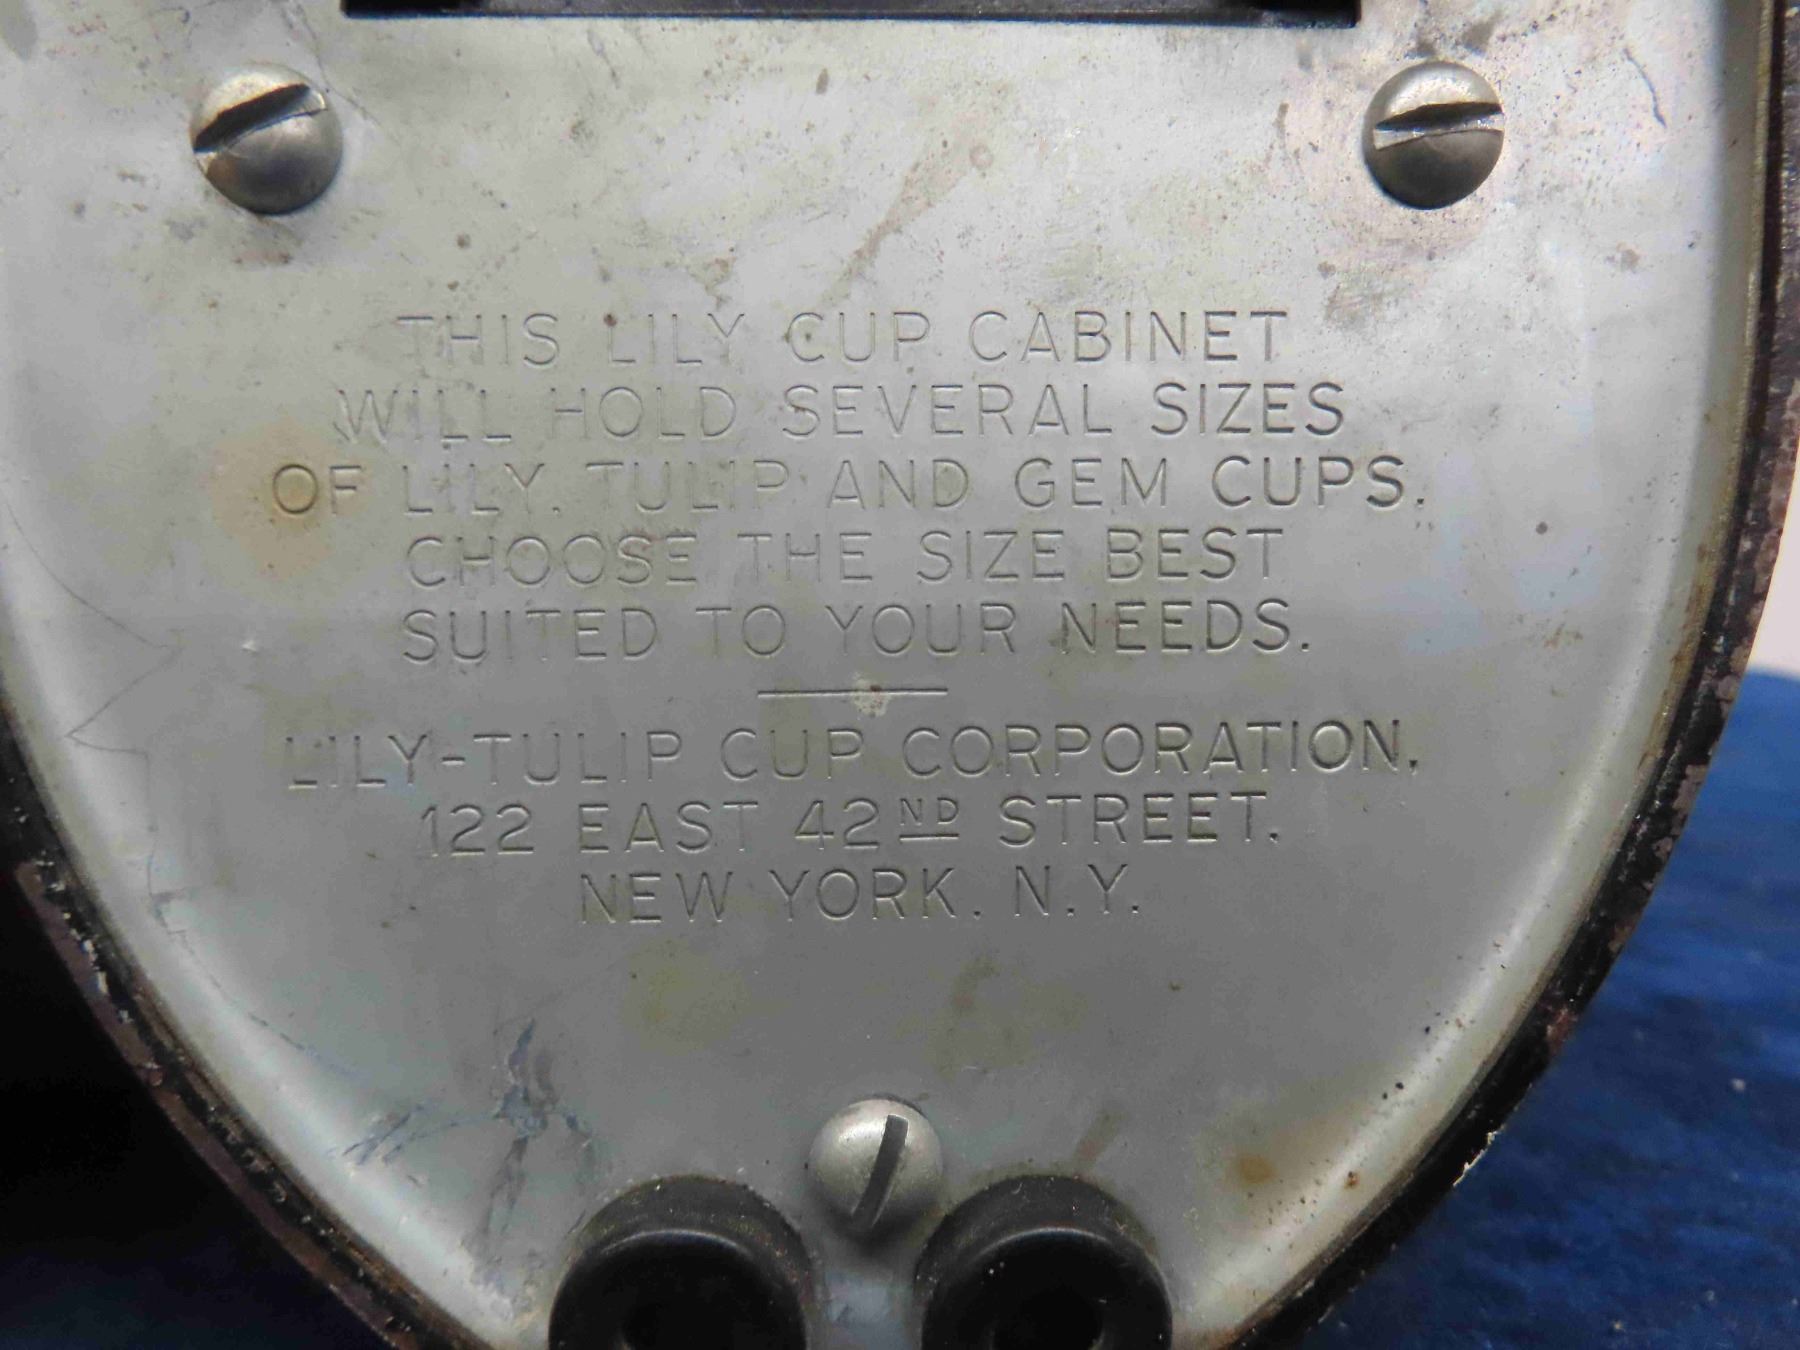 THIS LILY CUP CABINET
WILL HOLD SEVERAL SIZES
OF LILY, TULIP AND GEM CUPS.
CHOOSE THE SIZE BEST
SUITED TO YOUR NEEDS.
LILY-TULIP CUP CORPORATION,
122 EAST 42ND STREET,
NEW YORK, N.Y.